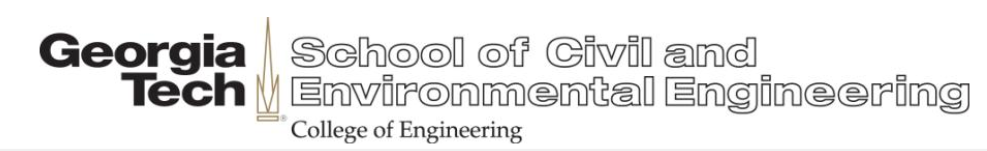 Georgia
Tech
School of Civil and
Environmental Engineering
College of Engineering